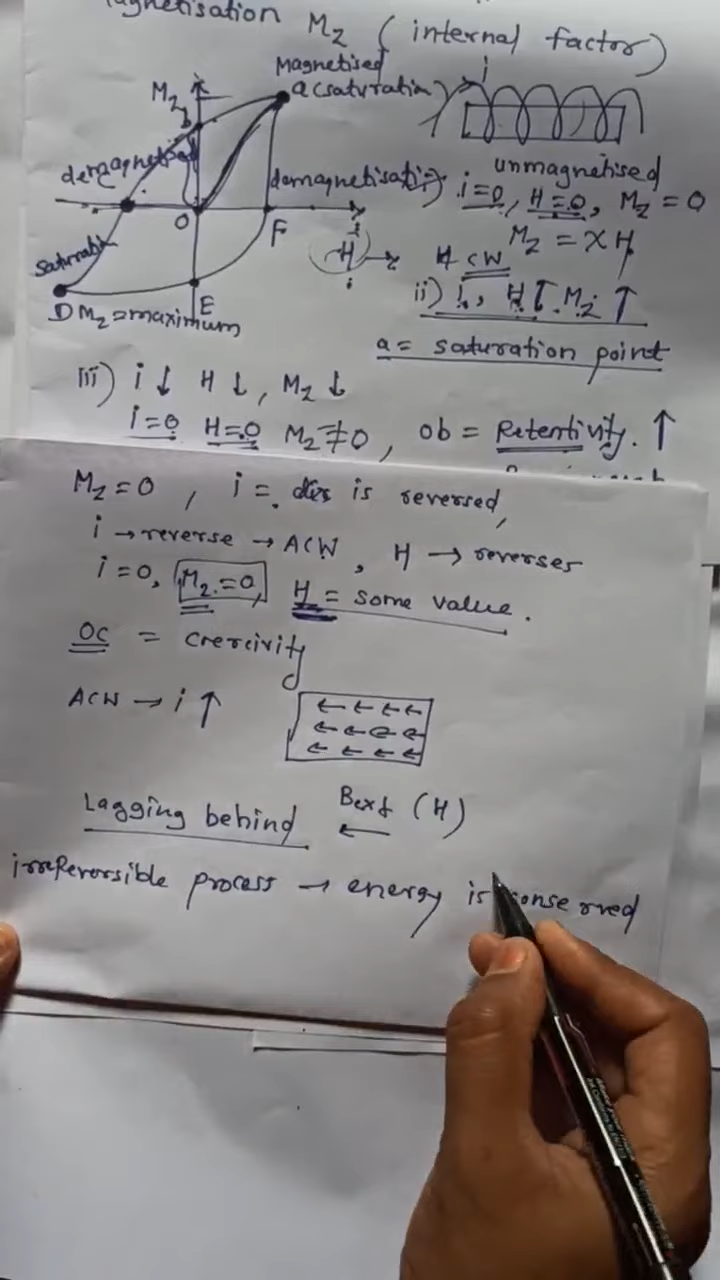 Magnetisation Mz (internal factor)
Mz
Magnetised
a (saturation)
i
b
demagnetised
demagnetisation
unmagnetised
i) i=0, H=0, Mz=0
O
F
H
Mz = χH
H CW
saturatn
ii) i, H↑ Mz ↑
D Mz=maximum
E
a= saturation point
iii) i↓ H↓, Mz↓
i=0 H=0 Mz≠0, ob = Retentivity. ↑
Mz=0, i = dir is reversed,
i → reverse → ACW, H → reverses
i=0, Mz=0, H = some value.
OC = crercivity
ACW → i ↑
Lagging behind Bext (H)
irreversible process → energy is conserved